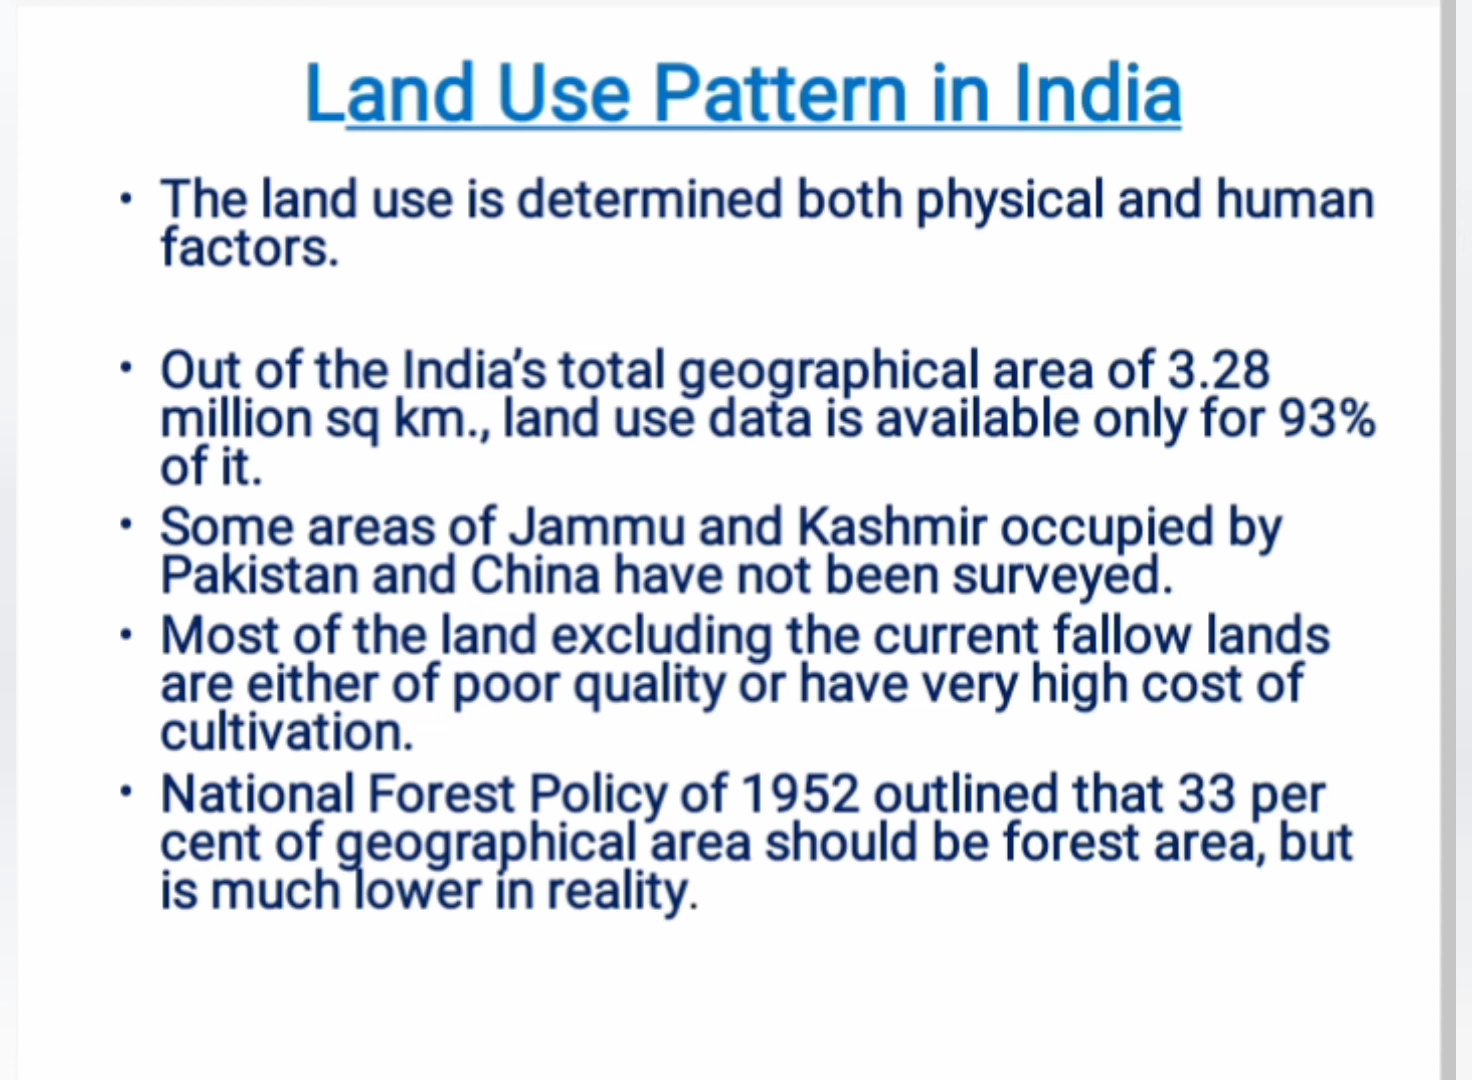 Land Use Pattern in India
• The land use is determined both physical and human
factors.
• Out of the India’s total geographical area of 3.28
million sq km., land use data is available only for 93%
of it.
• Some areas of Jammu and Kashmir occupied by
Pakistan and China have not been surveyed.
• Most of the land excluding the current fallow lands
are either of poor quality or have very high cost of
cultivation.
• National Forest Policy of 1952 outlined that 33 per
cent of geographical area should be forest area, but
is much lower in reality.